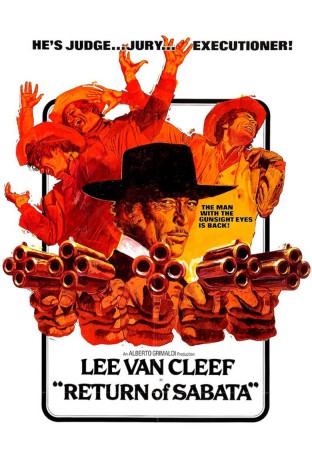 HE'S JUDGE...JURY...EXECUTIONER!
THE MAN
WITH THE
GUNSIGHT EYES
IS BACK!
An ALBERTO GRIMALDI Production
LEE VAN CLEEF
in
"RETURN of SABATA"